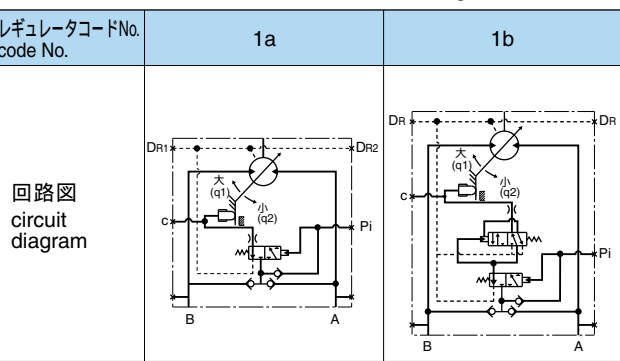 レギュレータコードNo.
code No.
1a
1b
回路図
circuit
diagram
DR1
DR2
大
(q1)
小
(q2)
c
Pi
B
A
DR
DR
大
(q1)
小
(q2)
c
Pi
B
A